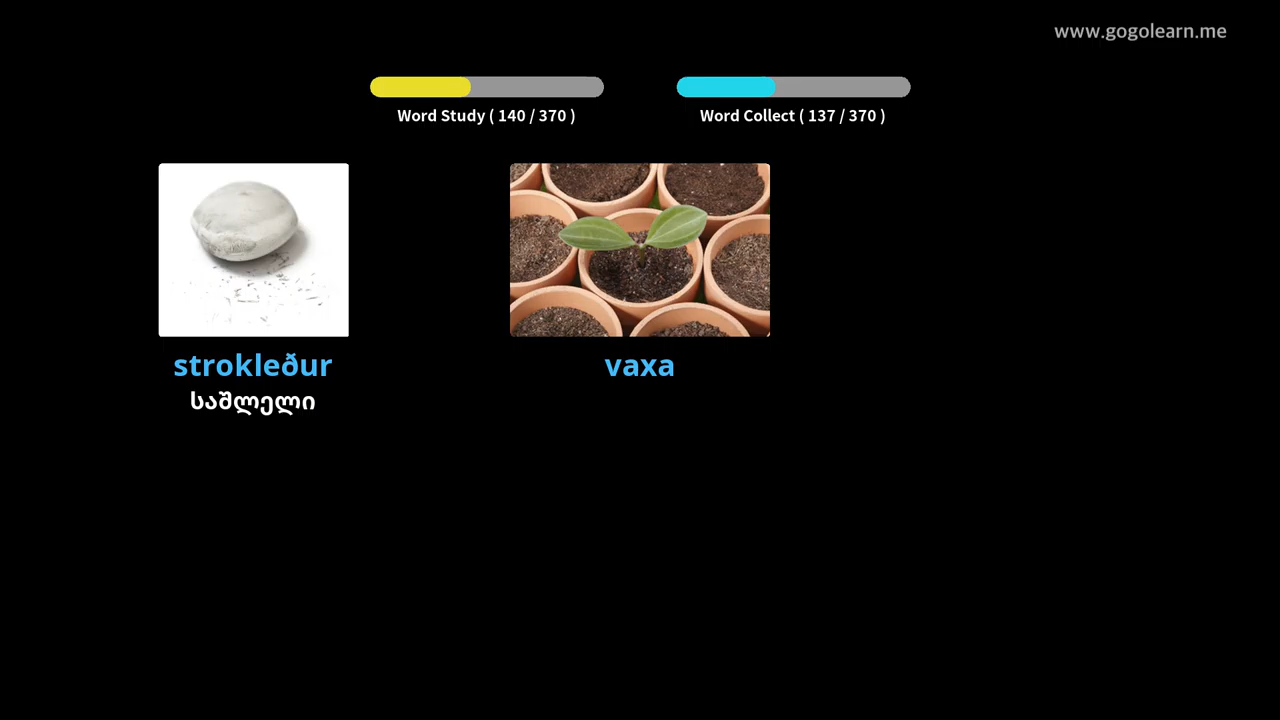 www.gogolearn.me
Word Study ( 140 / 370 )
Word Collect ( 137 / 370 )
strokleður
საშლელი
vaxa